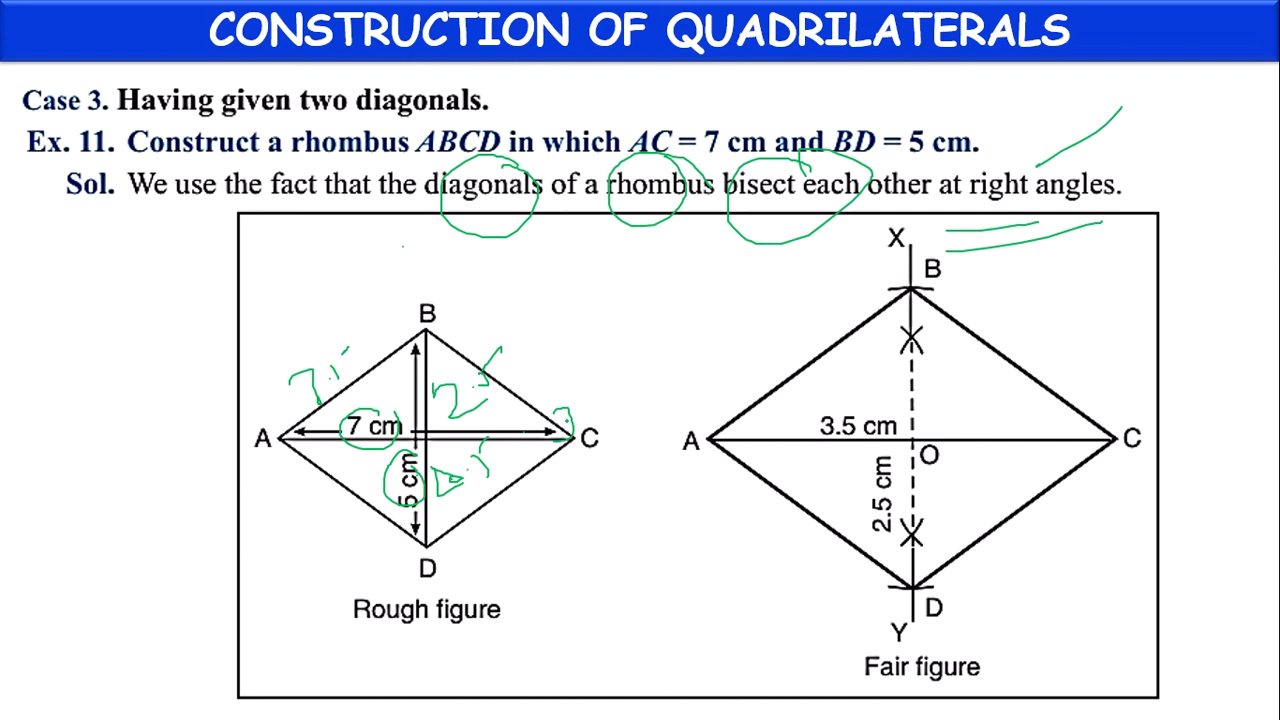 CONSTRUCTION OF QUADRILATERALS
Case 3. Having given two diagonals.
Ex. 11. Construct a rhombus ABCD in which AC = 7 cm and BD = 5 cm.
Sol. We use the fact that the diagonals of a rhombus bisect each other at right angles.
B
A
7 cm
C
5 cm
2.5
D
Rough figure
X
B
A
3.5 cm
C
O
2.5 cm
D
Y
Fair figure